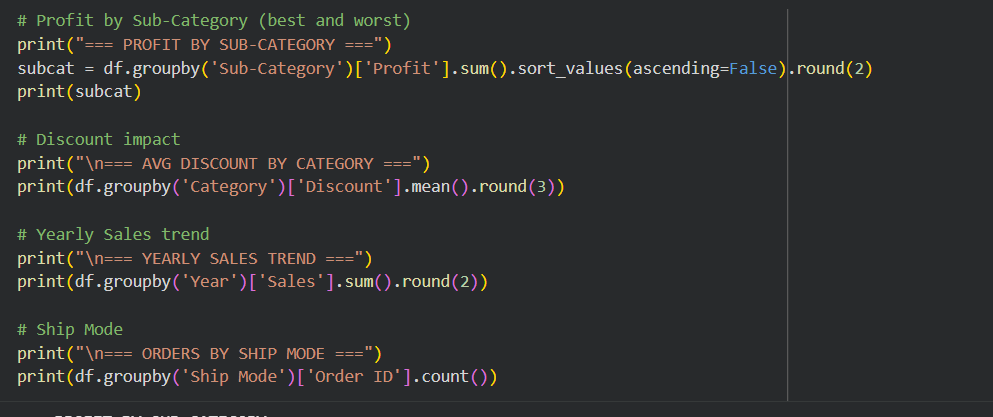 # Profit by Sub-Category (best and worst)
print("=== PROFIT BY SUB-CATEGORY ===")
subcat = df.groupby('Sub-Category')['Profit'].sum().sort_values(ascending=False).round(2)
print(subcat)
# Discount impact
print("\n=== AVG DISCOUNT BY CATEGORY ===")
print(df.groupby('Category')['Discount'].mean().round(3))
# Yearly Sales trend
print("\n=== YEARLY SALES TREND ===")
print(df.groupby('Year')['Sales'].sum().round(2))
# Ship Mode
print("\n=== ORDERS BY SHIP MODE ===")
print(df.groupby('Ship Mode')['Order ID'].count())